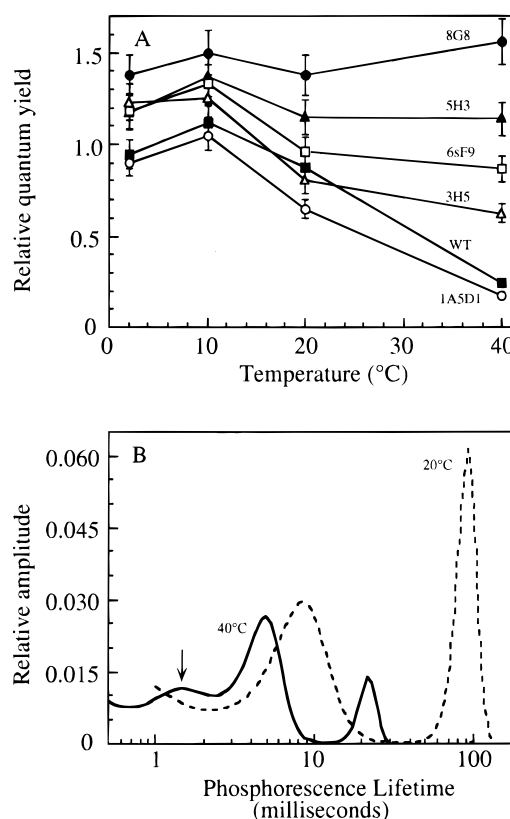 A
8G8
5H3
6sF9
3H5
WT
1A5D1
1.5
1.0
0.5
0
Relative quantum yield
0 10 20 30 40
Temperature (°C)
B
20°C
40°C
0.060
0.045
0.030
0.015
0
Relative amplitude
1 10 100
Phosphorescence Lifetime
(milliseconds)